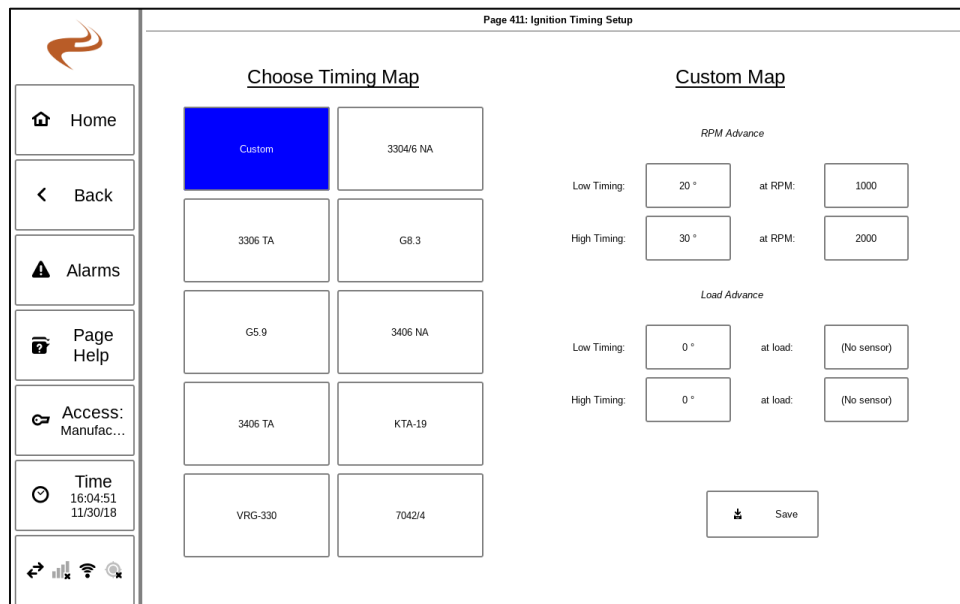 Page 411: Ignition Timing Setup
Home
Back
Alarms
Page
Help
Access:
Manufac...
Time
16:04:51
11/30/18
Choose Timing Map
Custom
3304/6 NA
3306 TA
G8.3
G5.9
3406 NA
3406 TA
KTA-19
VRG-330
7042/4
Custom Map
RPM Advance
Low Timing: 20 ° at RPM: 1000
High Timing: 30 ° at RPM: 2000
Load Advance
Low Timing: 0 ° at load: (No sensor)
High Timing: 0 ° at load: (No sensor)
Save